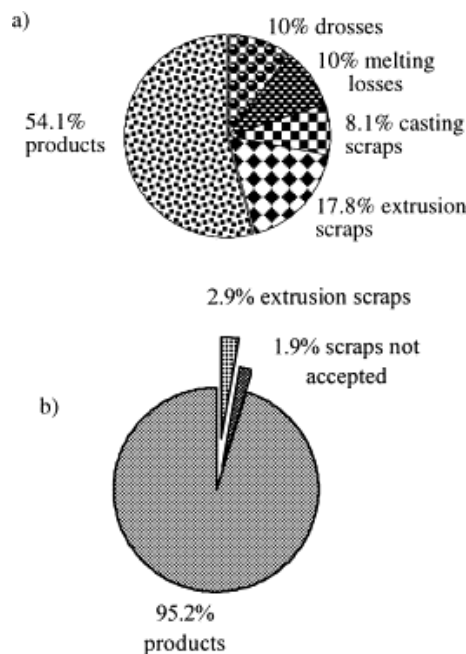 a)
10% drosses
10% melting
losses
54.1%
products
8.1% casting
scraps
17.8% extrusion
scraps
2.9% extrusion scraps
1.9% scraps not
accepted
b)
95.2%
products